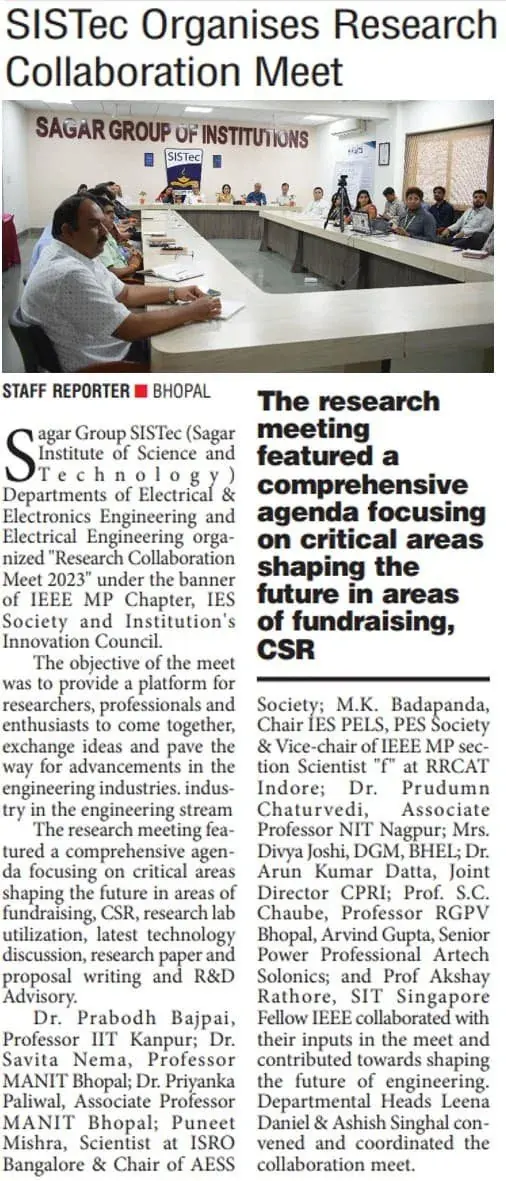 SISTec Organises Research
Collaboration Meet
SAGAR GROUP OF INSTITUTIONS
SISTec
STAFF REPORTER ■ BHOPAL
Sagar Group SISTec (Sagar
Institute of Science and
Technology)
Departments of Electrical &
Electronics Engineering and
Electrical Engineering orga-
nized "Research Collaboration
Meet 2023" under the banner
of IEEE MP Chapter, IES
Society and Institution's
Innovation Council.
The objective of the meet
was to provide a platform for
researchers, professionals and
enthusiasts to come together,
exchange ideas and pave the
way for advancements in the
engineering industries. indus-
try in the engineering stream
The research meeting fea-
tured a comprehensive agen-
da focusing on critical areas
shaping the future in areas of
fundraising, CSR, research lab
utilization, latest technology
discussion, research paper and
proposal writing and R&D
Advisory.
Dr. Prabodh Bajpai,
Professor IIT Kanpur; Dr.
Savita Nema, Professor
MANIT Bhopal; Dr. Priyanka
Paliwal, Associate Professor
MANIT Bhopal; Puneet
Mishra, Scientist at ISRO
Bangalore & Chair of AESS
The research
meeting
featured a
comprehensive
agenda focusing
on critical areas
shaping the
future in areas
of fundraising,
CSR
Society; M.K. Badapanda,
Chair IES PELS, PES Society
& Vice-chair of IEEE MP sec-
tion Scientist "f" at RRCAT
Indore; Dr. Prudumn
Chaturvedi, Associate
Professor NIT Nagpur; Mrs.
Divya Joshi, DGM, BHEL; Dr.
Arun Kumar Datta, Joint
Director CPRI; Prof. S.C.
Chaube, Professor RGPV
Bhopal, Arvind Gupta, Senior
Power Professional Artech
Solonics; and Prof Akshay
Rathore, SIT Singapore
Fellow IEEE collaborated with
their inputs in the meet and
contributed towards shaping
the future of engineering.
Departmental Heads Leena
Daniel & Ashish Singhal con-
vened and coordinated the
collaboration meet.